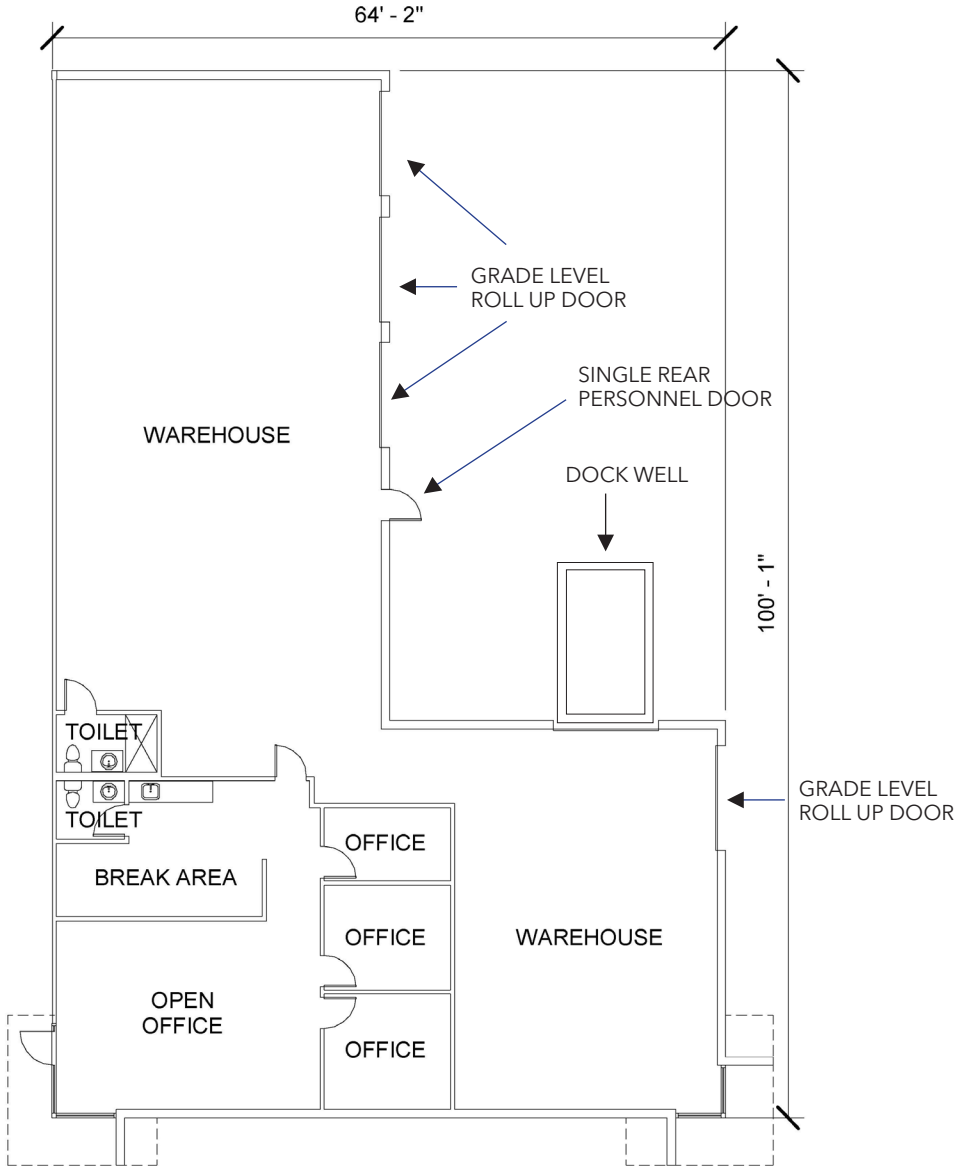 64' - 2"
GRADE LEVEL
ROLL UP DOOR
SINGLE REAR
PERSONNEL DOOR
WAREHOUSE
DOCK WELL
100' - 1"
TOILET
GRADE LEVEL
ROLL UP DOOR
TOILET
OFFICE
BREAK AREA
OFFICE
WAREHOUSE
OPEN
OFFICE
OFFICE